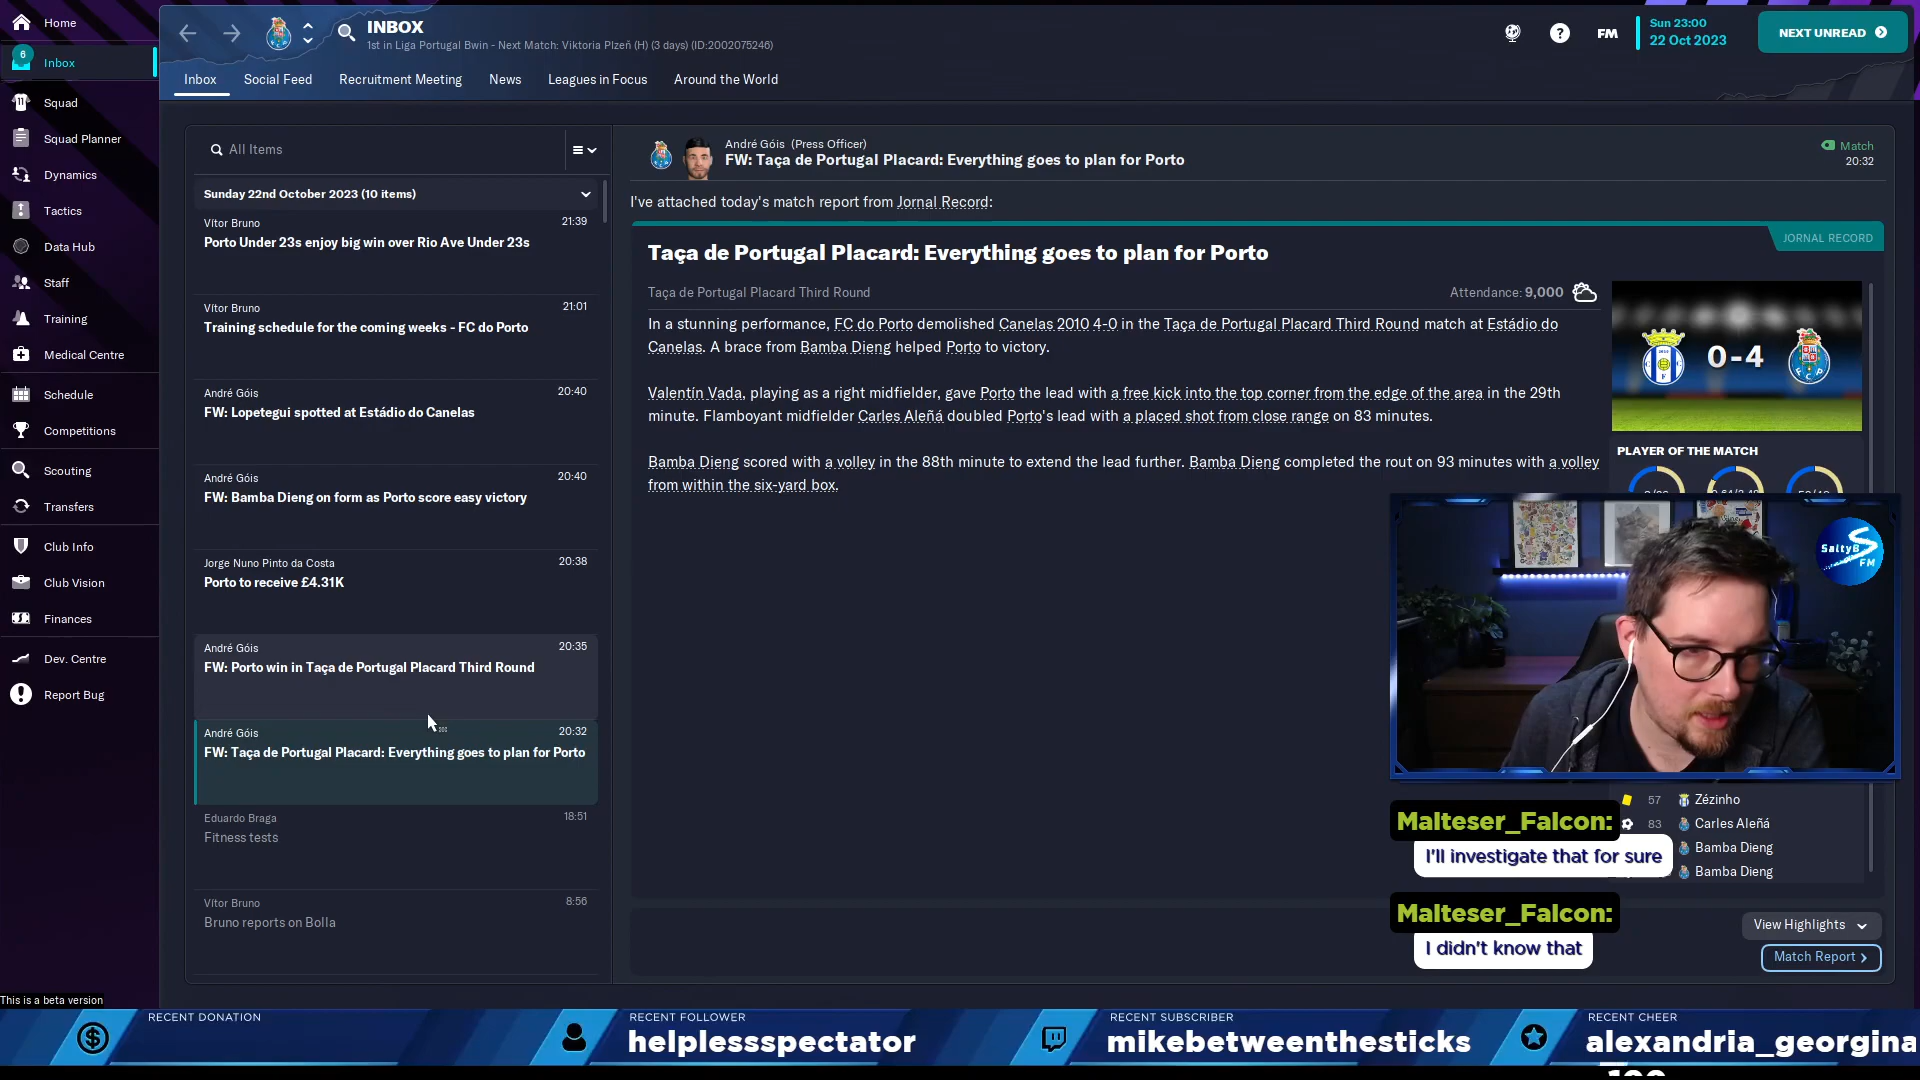 Home
6
Inbox
Squad
Squad Planner
Dynamics
Tactics
Data Hub
Staff
Training
Medical Centre
Schedule
Competitions
Scouting
Transfers
Club Info
Club Vision
Finances
Dev. Centre
Report Bug
This is a beta version
INBOX
1st in Liga Portugal Bwin - Next Match: Viktoria Plzeň (H) (3 days) (ID:2002075246)
FM
Sun 23:00
22 Oct 2023
NEXT UNREAD
Inbox
Social Feed
Recruitment Meeting
News
Leagues in Focus
Around the World
All Items
Sunday 22nd October 2023 (10 items)
Vítor Bruno 21:39
Porto Under 23s enjoy big win over Rio Ave Under 23s
Vítor Bruno 21:01
Training schedule for the coming weeks - FC do Porto
André Góis 20:40
FW: Lopetegui spotted at Estádio do Canelas
André Góis 20:40
FW: Bamba Dieng on form as Porto score easy victory
Jorge Nuno Pinto da Costa 20:38
Porto to receive £4.31K
André Góis 20:35
FW: Porto win in Taça de Portugal Placard Third Round
André Góis 20:32
FW: Taça de Portugal Placard: Everything goes to plan for Porto
Eduardo Braga 18:51
Fitness tests
Vítor Bruno 8:56
Bruno reports on Bolla
André Góis (Press Officer)
FW: Taça de Portugal Placard: Everything goes to plan for Porto
Match
20:32
I've attached today's match report from Jornal Record:
JORNAL RECORD
Taça de Portugal Placard: Everything goes to plan for Porto
Taça de Portugal Placard Third Round
Attendance: 9,000
In a stunning performance, FC do Porto demolished Canelas 2010 4-0 in the Taça de Portugal Placard Third Round match at Estádio do
Canelas. A brace from Bamba Dieng helped Porto to victory.
Valentín Vada, playing as a right midfielder, gave Porto the lead with a free kick into the top corner from the edge of the area in the 29th
minute. Flamboyant midfielder Carles Aleñá doubled Porto's lead with a placed shot from close range on 83 minutes.
Bamba Dieng scored with a volley in the 88th minute to extend the lead further. Bamba Dieng completed the rout on 93 minutes with a volley
from within the six-yard box.
0-4
PLAYER OF THE MATCH
SaltyB
S
FM
57 Zézinho
83 Carles Aleñá
Bamba Dieng
Bamba Dieng
Malteser_Falcon:
I'll investigate that for sure
Malteser_Falcon:
I didn't know that
View Highlights
Match Report
RECENT DONATION
RECENT FOLLOWER
helplessspectator
RECENT SUBSCRIBER
mikebetweenthesticks
RECENT CHEER
alexandria_georgina